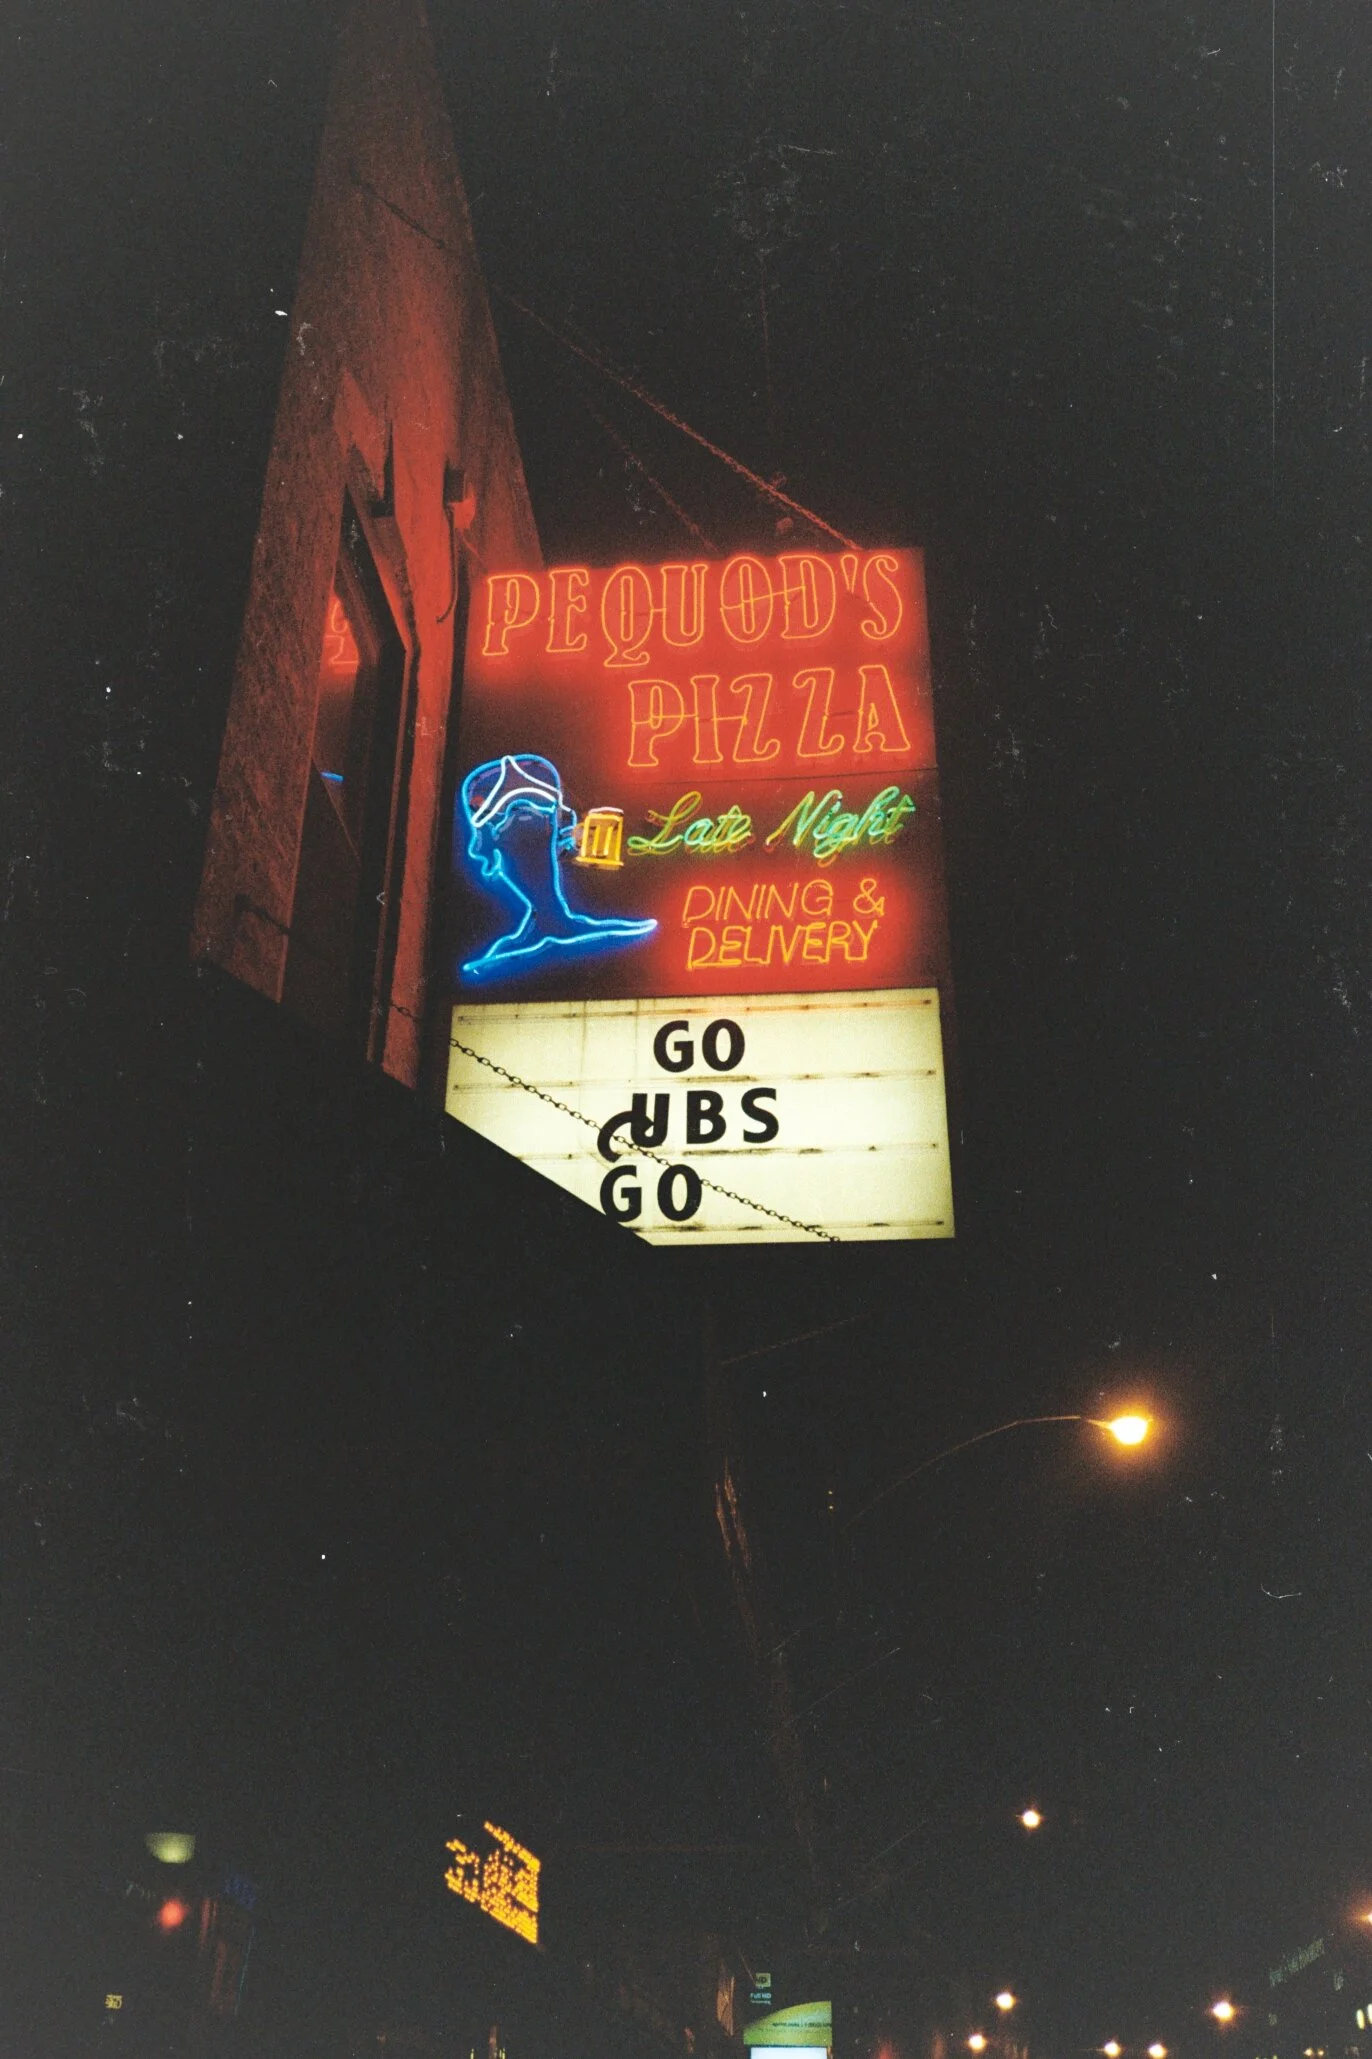 PEQUOD'S
PIZZA
Late Night
DINING &
DELIVERY
GO
CUBS
GO